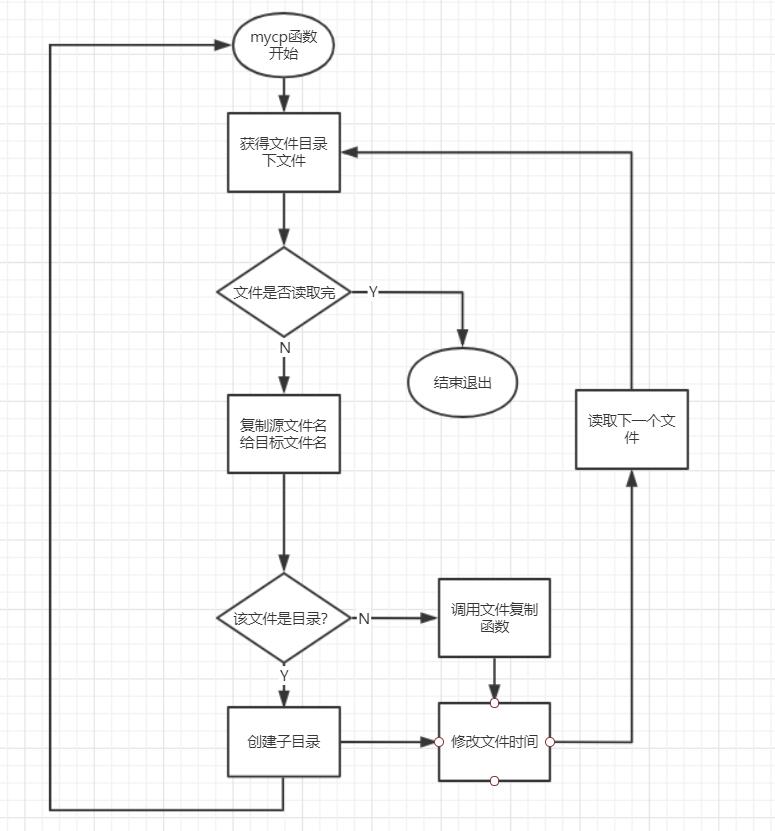 mycp函数
开始
获得文件目录
下文件
文件是否读取完
Y
N
结束退出
复制源文件名
给目标文件名
读取下一个文
件
该文件是目录?
N
调用文件复制
函数
Y
创建子目录
修改文件时间